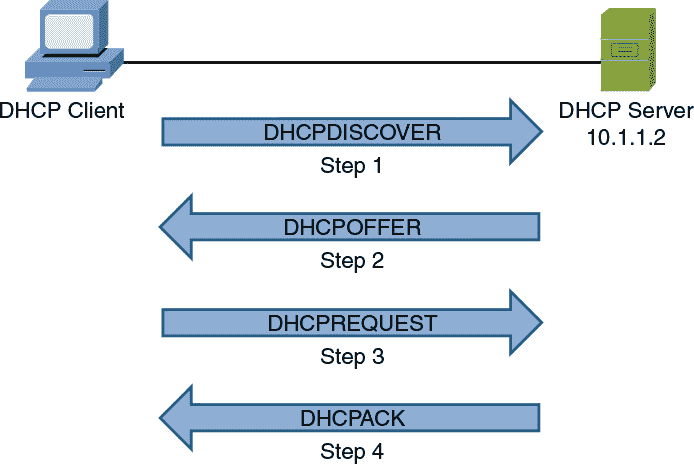 DHCP Client
DHCP Server
10.1.1.2
DHCPDISCOVER
Step 1
DHCPOFFER
Step 2
DHCPREQUEST
Step 3
DHCPACK
Step 4